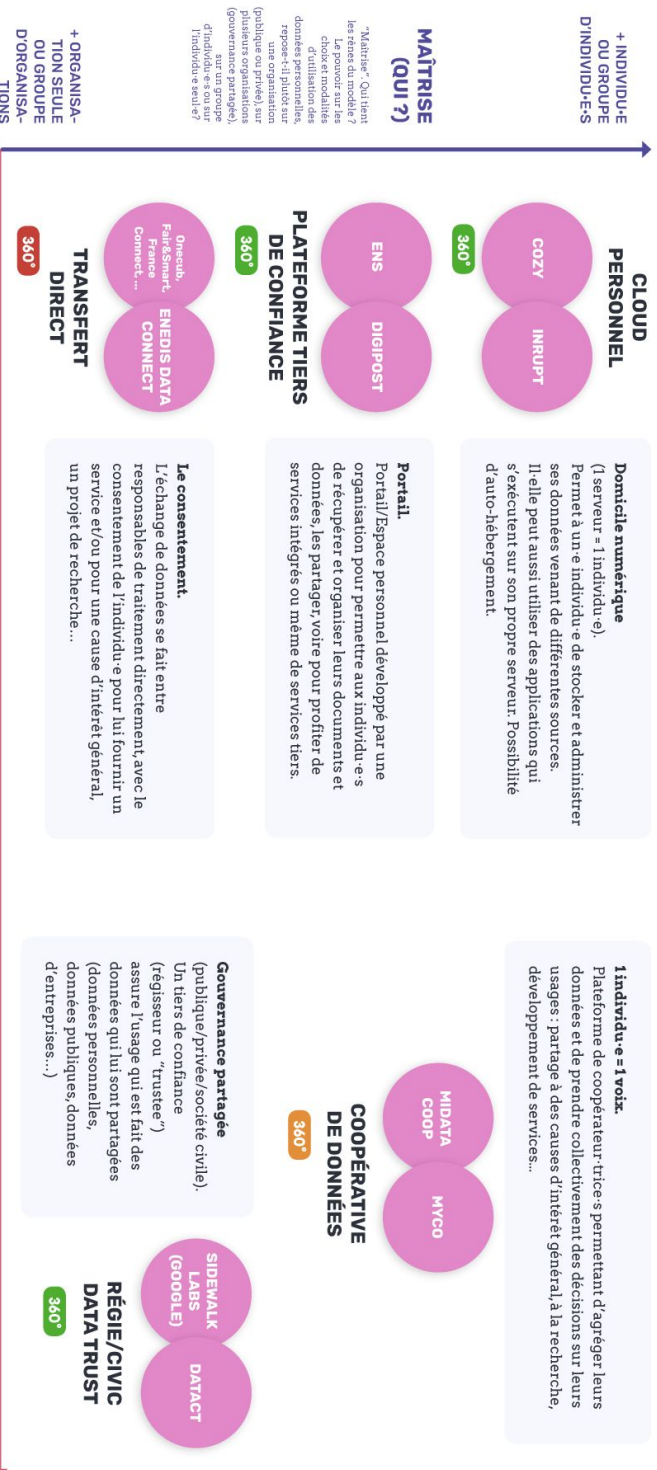 + INDIVIDU·E
OU GROUPE
D'INDIVIDU·E·S
MAÎTRISE
(QUI ?)
"Maîtrise". Qui tient
les rênes du modèle ?
Le pouvoir sur les
choix et modalités
d'utilisation des
données personnelles,
repose-t-il plutôt sur
une organisation
(publique ou privée), sur
plusieurs organisations
(gouvernance partagée),
sur un groupe
d'individu·e·s ou sur
l'individu·e seul·e?
+ ORGANISA-
TION SEULE
OU GROUPE
D'ORGANISA-
TIONS
CLOUD
PERSONNEL
COZY
INRUPT
360°
Domicile numérique
(1 serveur = 1 individu·e).
Permet à un·e individu·e de stocker et administrer
ses données venant de différentes sources.
Il·elle peut aussi utiliser des applications qui
s'exécutent sur son propre serveur. Possibilité
d'auto-hébergement.
ENS
DIGIPOST
PLATEFORME TIERS
DE CONFIANCE
360°
Portail.
Portail/Espace personnel développé par une
organisation pour permettre aux individu·e·s
de récupérer et organiser leurs documents et
données, les partager, voire pour profiter de
services intégrés ou même de services tiers.
Onecub,
Fair&Smart,
France
Connect, ...
ENEDIS DATA
CONNECT
TRANSFERT
DIRECT
360°
Le consentement.
L'échange de données se fait entre
responsables de traitement directement, avec le
consentement de l'individu·e pour lui fournir un
service et/ou pour une cause d'intérêt général,
un projet de recherche...
1 individu·e = 1 voix.
Plateforme de coopérateur·trice·s permettant d'agréger leurs
données et de prendre collectivement des décisions sur leurs
usages : partage à des causes d'intérêt général, à la recherche,
développement de services...
MIDATA
COOP
MYCO
COOPÉRATIVE
DE DONNÉES
360°
Gouvernance partagée
(publique/privée/société civile).
Un tiers de confiance
(régisseur ou "trustee")
assure l'usage qui est fait des
données qui lui sont partagées
(données personnelles,
données publiques, données
d'entreprises...)
SIDEWALK
LABS
(GOOGLE)
DATACT
RÉGIE/CIVIC
DATA TRUST
360°